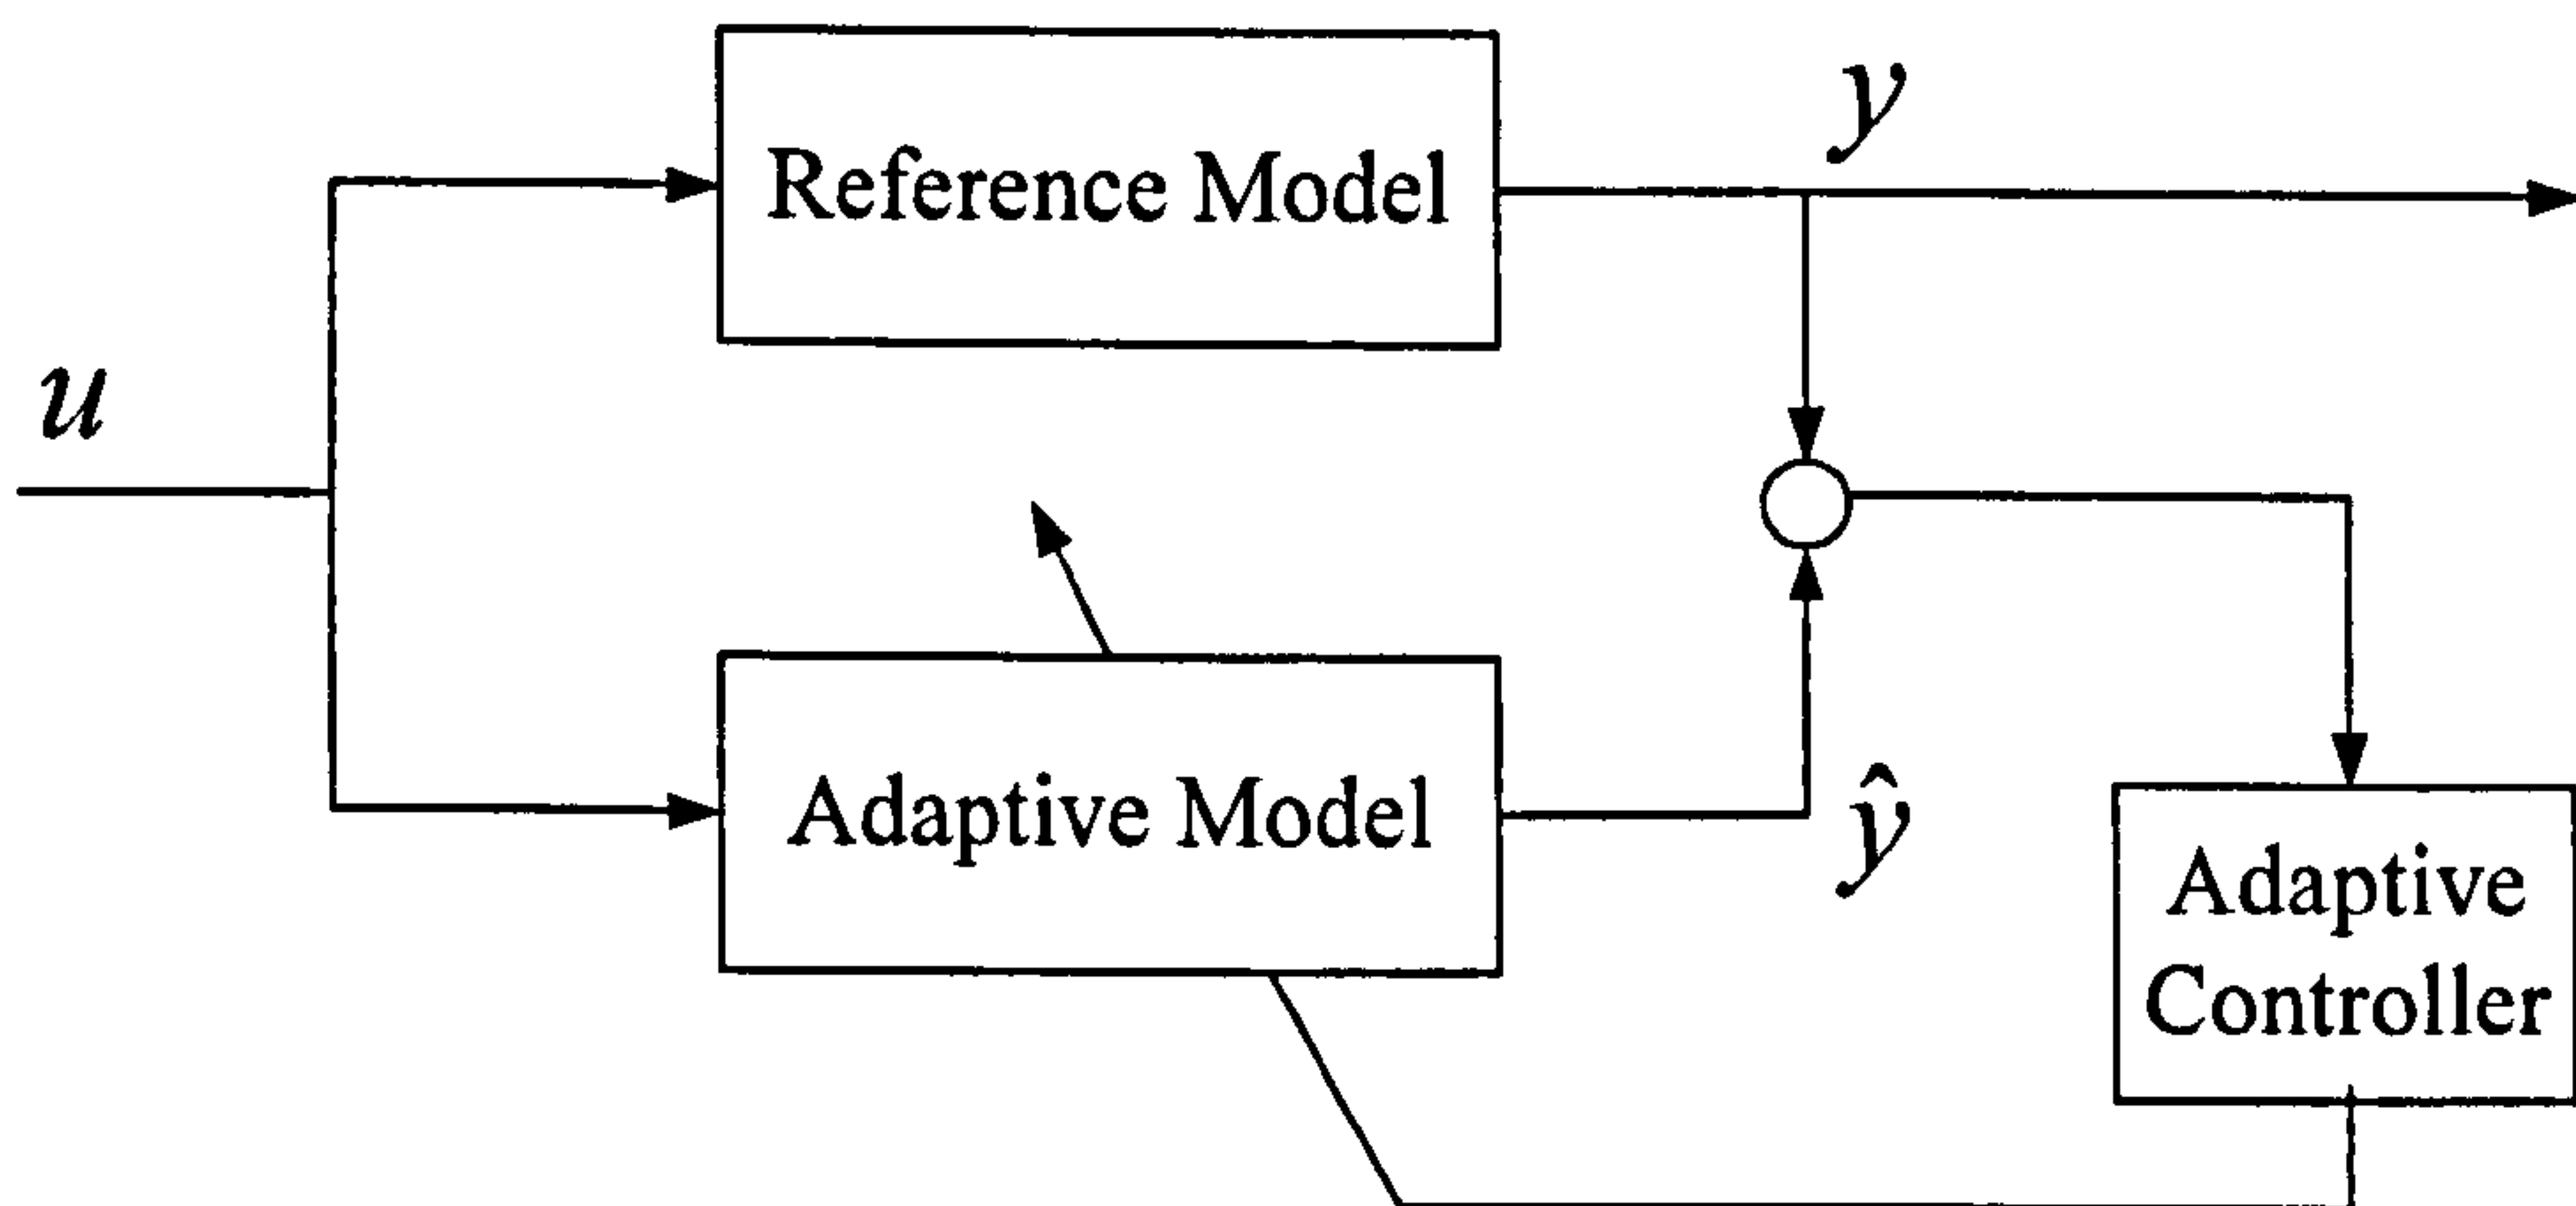 y
Reference Model
u
Adaptive Model
ŷ
Adaptive
Controller